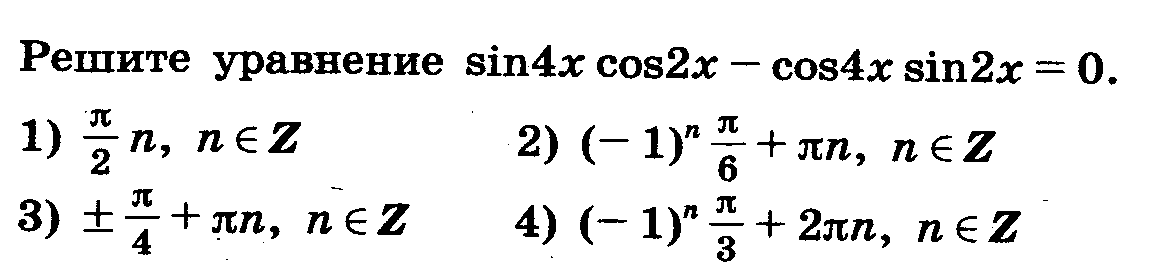 Решите уравнение sin4x cos2x – cos4x sin2x = 0.
1) π/2 n, n ∈ Z 2) (– 1)ⁿ π/6 + πn, n ∈ Z
3) ± π/4 + πn, n ∈ Z 4) (– 1)ⁿ π/3 + 2πn, n ∈ Z